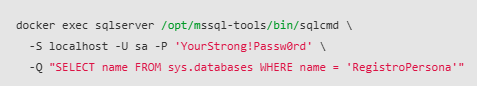 docker exec sqlserver /opt/mssql-tools/bin/sqlcmd \
-S localhost -U sa -P 'YourStrong!Passw0rd' \
-Q "SELECT name FROM sys.databases WHERE name = 'RegistroPersona'"